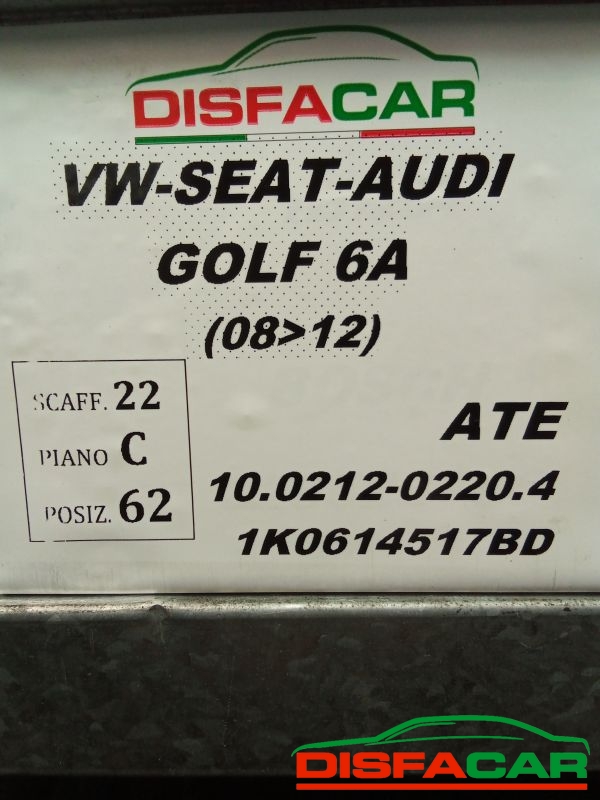 DISFACAR
VW-SEAT-AUDI
GOLF 6A
(08>12)
SCAFF. 22
PIANO C
POSIZ. 62
ATE
10.0212-0220.4
1K0614517BD
DISFACAR